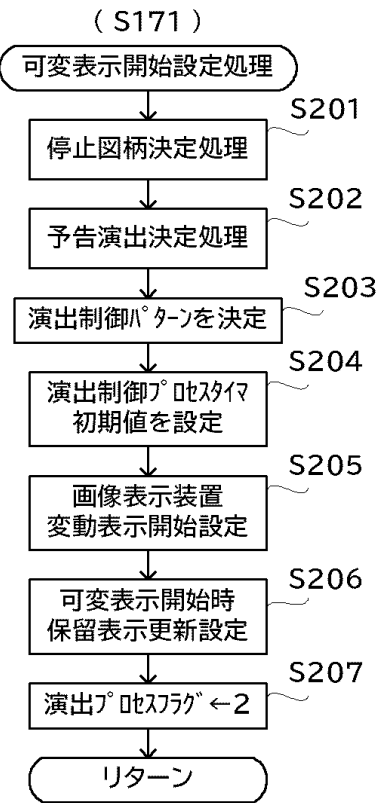 (S171)
可変表示開始設定処理
S201
停止図柄決定処理
S202
予告演出決定処理
S203
演出制御ﾊﾟﾀｰﾝを決定
S204
演出制御ﾌﾟﾛｾｽﾀｲﾏ
初期値を設定
S205
画像表示装置
変動表示開始設定
S206
可変表示開始時
保留表示更新設定
S207
演出ﾌﾟﾛｾｽﾌﾗｸﾞ←2
リターン